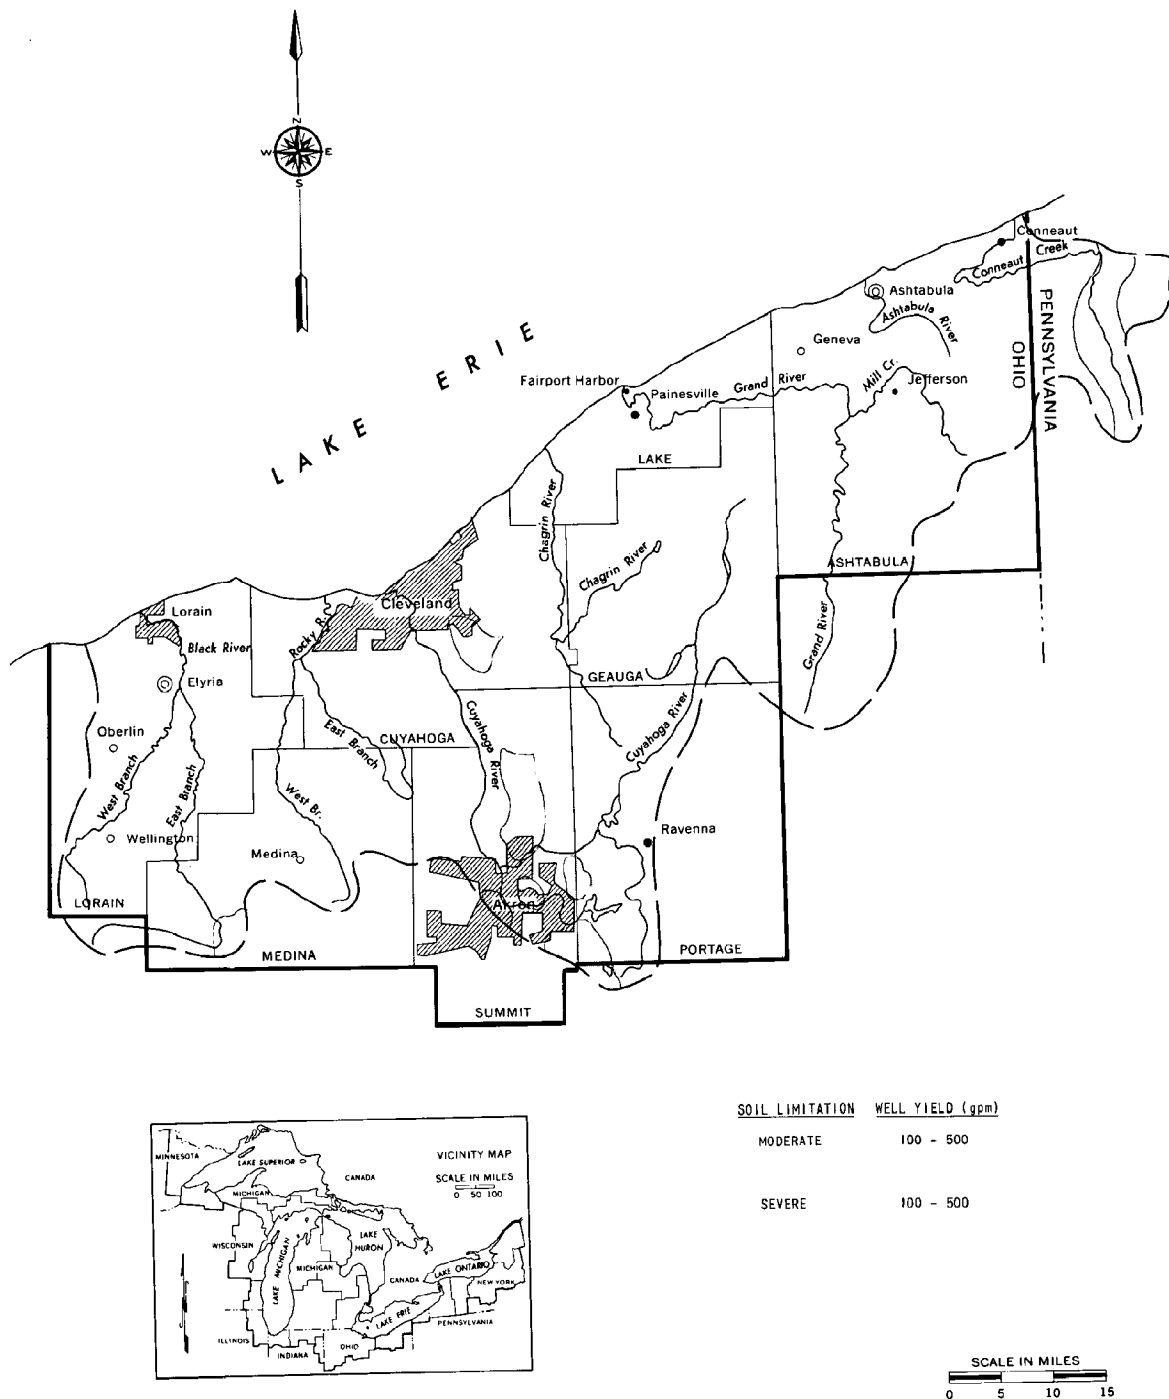 N
W E
S
LAKE ERIE
Conneaut
Conneaut Creek
Ashtabula
Ashtabula River
PENNSYLVANIA
OHIO
Geneva
Mill Cr.
Jefferson
Fairport Harbor
Painesville
Grand River
LAKE
Chagrin River
Chagrin River
ASHTABULA
Grand River
Lorain
Cleveland
Rocky R.
Black River
Elyria
GEAUGA
Oberlin
Cuyahoga River
Cuyahoga River
East Branch
CUYAHOGA
West Branch
East Branch
West Br.
Wellington
Medina
Ravenna
LORAIN
Akron
MEDINA
PORTAGE
SUMMIT
SOIL LIMITATION WELL YIELD (gpm)
MODERATE 100 - 500
SEVERE 100 - 500
VICINITY MAP
SCALE IN MILES
0 50 100
MINNESOTA
LAKE SUPERIOR
CANADA
MICHIGAN
WISCONSIN
LAKE MICHIGAN
LAKE HURON
MICHIGAN
CANADA
LAKE ONTARIO
NEW YORK
LAKE ERIE
PENNSYLVANIA
ILLINOIS
INDIANA
OHIO
SCALE IN MILES
0 5 10 15